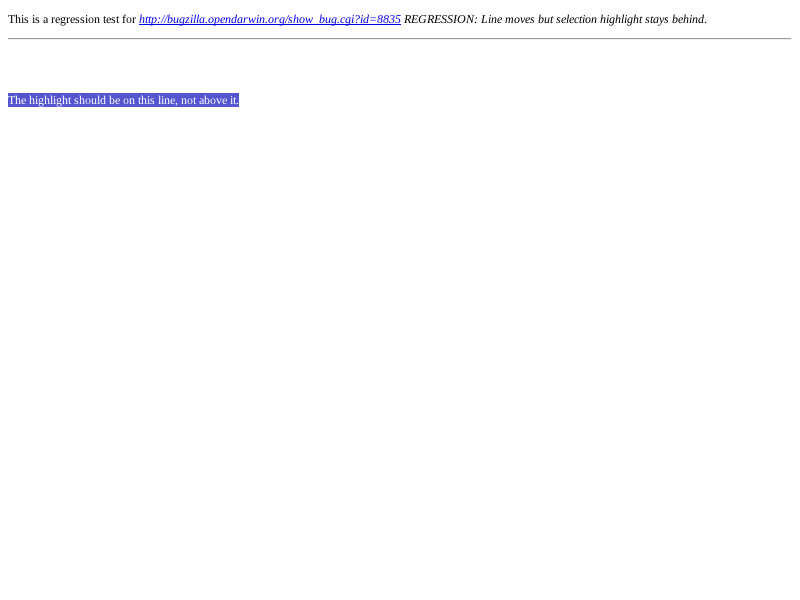 This is a regression test for http://bugzilla.opendarwin.org/show_bug.cgi?id=8835 REGRESSION: Line moves but selection highlight stays behind.
The highlight should be on this line, not above it.